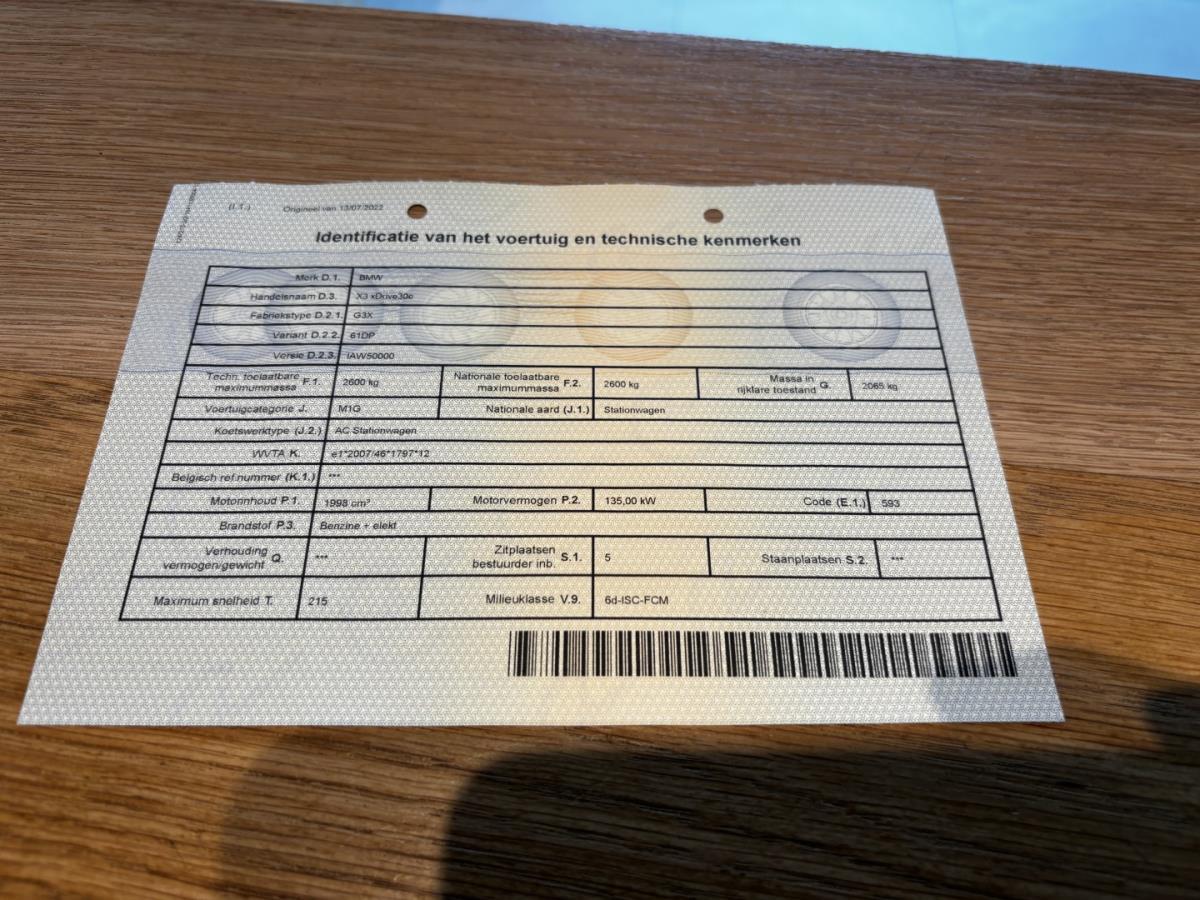 (I.T.) Origineel van 13/07/2022
Identificatie van het voertuig en technische kenmerken
Merk D.1. BMW
Handelsnaam D.3. X3 xDrive30e
Fabriekstype D.2.1. G3X
Variant D.2.2. 61DP
Versie D.2.3. IAW50000
Techn. toelaatbare maximummassa F.1. 2600 kg Nationale toelaatbare maximummassa F.2. 2600 kg Massa in rijklare toestand G. 2065 kg
Voertuigcategorie J. M1G Nationale aard (J.1.) Stationwagen
Koetswerktype (J.2.) AC Stationwagen
WVTA K. e1*2007/46*1797*12
Belgisch ref.nummer (K.1.) ***
Motorinhoud P.1. 1998 cm³ Motorvermogen P.2. 135,00 kW Code (E.1.) 593
Brandstof P.3. Benzine + elekt
Verhouding vermogen/gewicht Q. *** Zitplaatsen bestuurder inb. S.1. 5 Staanplaatsen S.2. ***
Maximum snelheid T. 215 Milieuklasse V.9. 6d-ISC-FCM